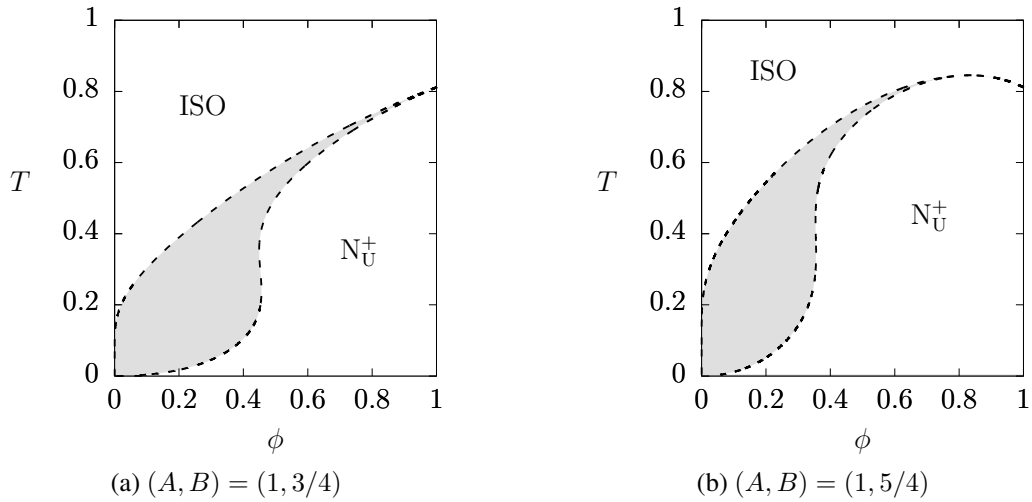 1
0.8
0.6
T
0.4
0.2
0
ISO
N_U^+
0 0.2 0.4 0.6 0.8 1
ϕ
(a) (A, B) = (1, 3/4)
1
0.8
0.6
T
0.4
0.2
0
ISO
N_U^+
0 0.2 0.4 0.6 0.8 1
ϕ
(b) (A, B) = (1, 5/4)